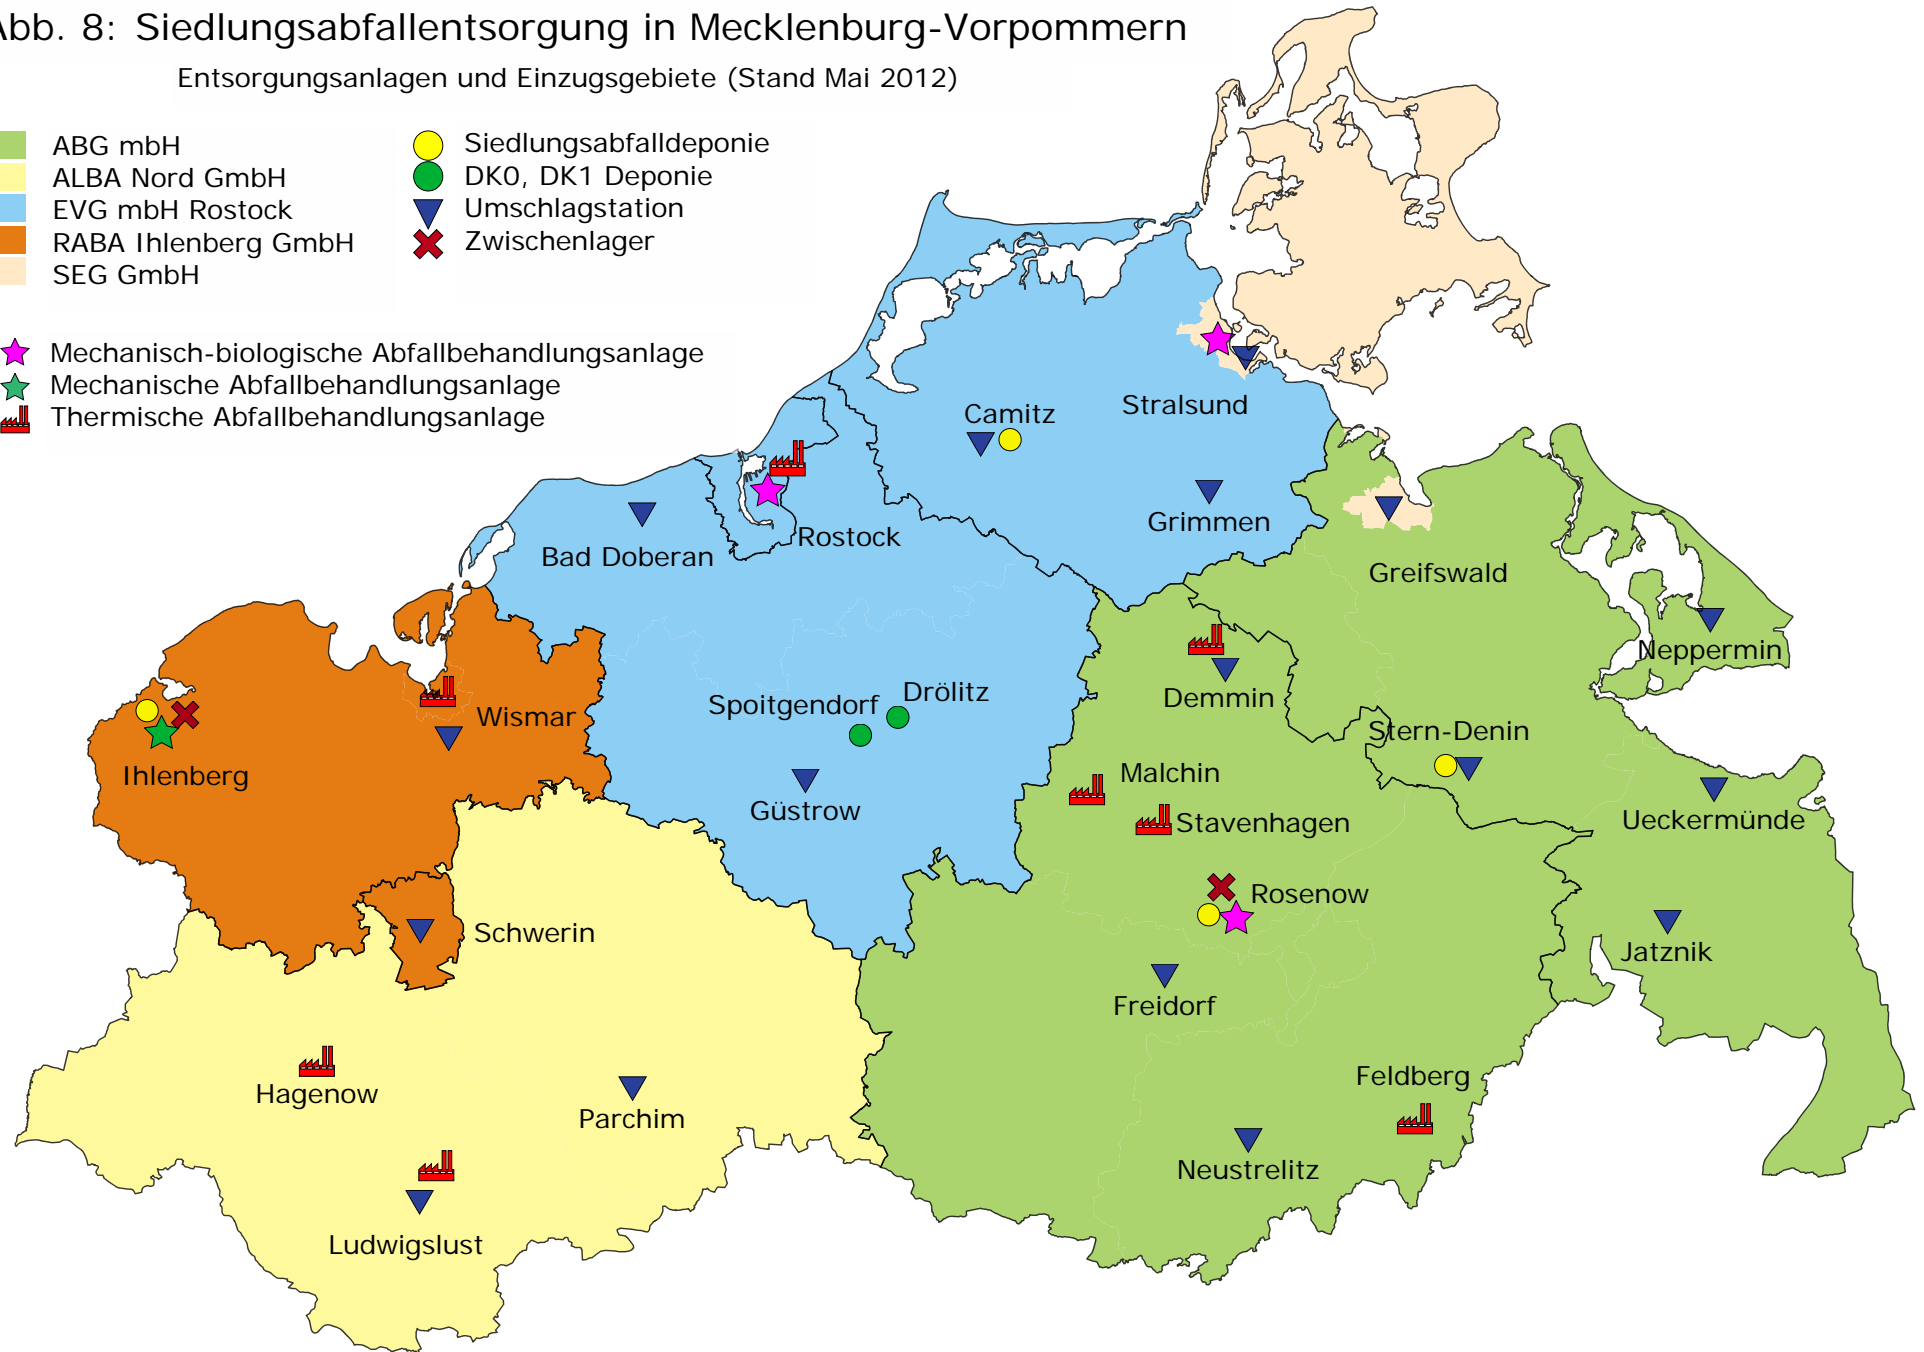 Abb. 8: Siedlungsabfallentsorgung in Mecklenburg-Vorpommern
Entsorgungsanlagen und Einzugsgebiete (Stand Mai 2012)
ABG mbH
ALBA Nord GmbH
EVG mbH Rostock
RABA Ihlenberg GmbH
SEG GmbH
Siedlungsabfalldeponie
DK0, DK1 Deponie
Umschlagstation
Zwischenlager
Mechanisch-biologische Abfallbehandlungsanlage
Mechanische Abfallbehandlungsanlage
Thermische Abfallbehandlungsanlage
Camitz
Stralsund
Grimmen
Rostock
Bad Doberan
Greifswald
Neppermin
Demmin
Spoitgendorf
Drölitz
Wismar
Stern-Denin
Ihlenberg
Malchin
Güstrow
Stavenhagen
Ueckermünde
Rosenow
Schwerin
Jatznik
Freidorf
Feldberg
Hagenow
Parchim
Neustrelitz
Ludwigslust